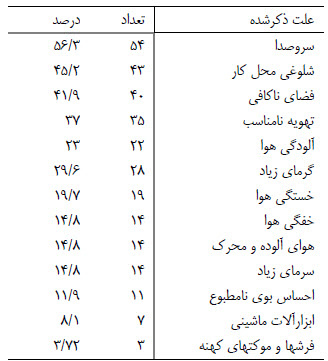 علت ذکرشده تعداد درصد
سروصدا ۵۴ ۵۶/۳
شلوغی محل کار ۴۳ ۴۵/۲
فضای ناکافی ۴۰ ۴۱/۹
تهویه نامناسب ۳۵ ۳۷
آلودگی هوا ۲۲ ۲۳
گرمای زیاد ۲۸ ۲۹/۶
خستگی هوا ۱۹ ۱۹/۷
خفگی هوا ۱۴ ۱۴/۸
هوای آلوده و محرک ۱۴ ۱۴/۸
سرمای زیاد ۱۴ ۱۴/۸
احساس بوی نامطبوع ۱۱ ۱۱/۹
ابزارآلات ماشینی ۷ ۸/۱
فرشها و موکتهای کهنه ۳ ۳/۷۲